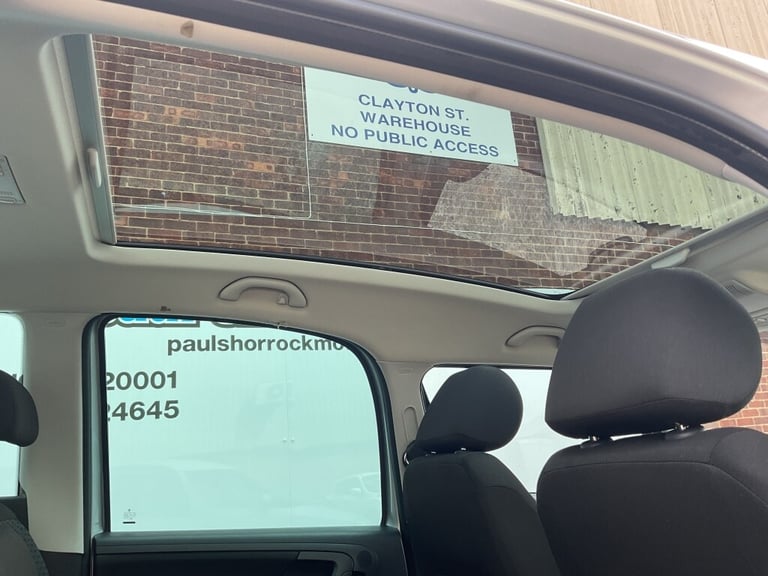 CLAYTON ST.
WAREHOUSE
NO PUBLIC ACCESS
paulshorrockmo
20001
24645